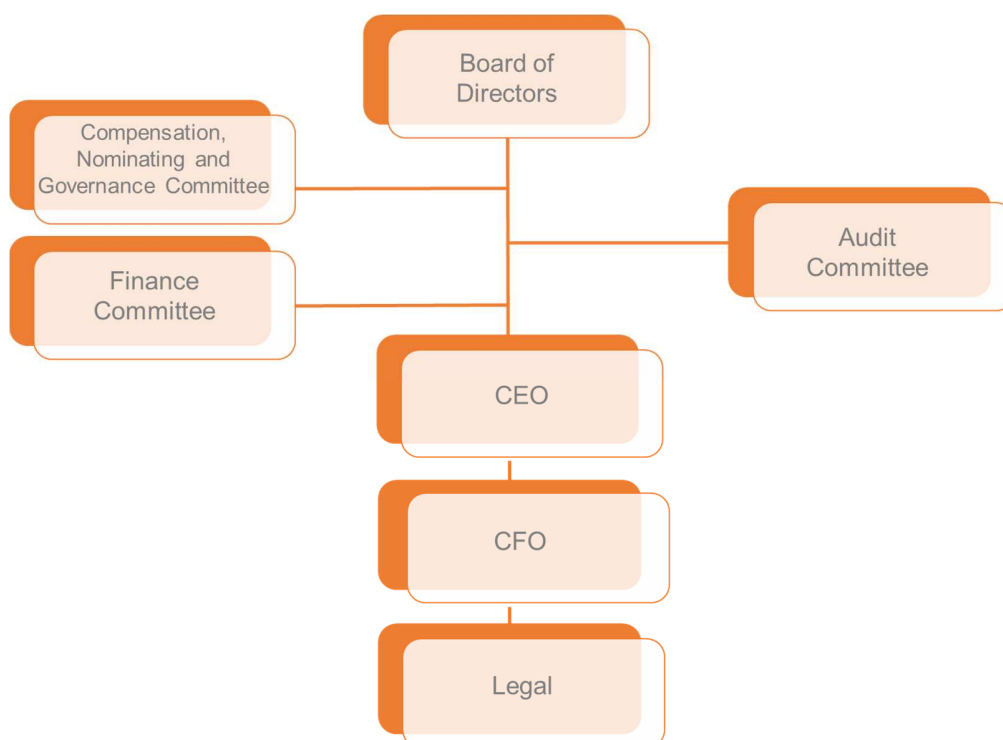 Board of
Directors
Compensation,
Nominating and
Governance Committee
Audit
Committee
Finance
Committee
CEO
CFO
Legal